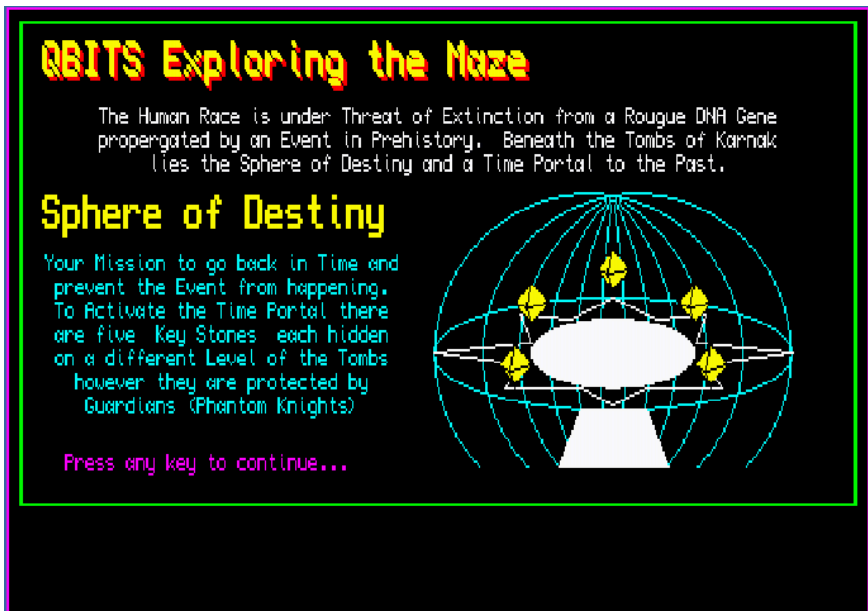 QBITS Exploring the Maze
The Human Race is under Threat of Extinction from a Rougue DNA Gene
propergated by an Event in Prehistory. Beneath the Tombs of Karnak
lies the Sphere of Destiny and a Time Portal to the Past.
Sphere of Destiny
Your Mission to go back in Time and
prevent the Event from happening.
To Activate the Time Portal there
are five Key Stones each hidden
on a different Level of the Tombs
however they are protected by
Guardians (Phantom Knights)
Press any key to continue...